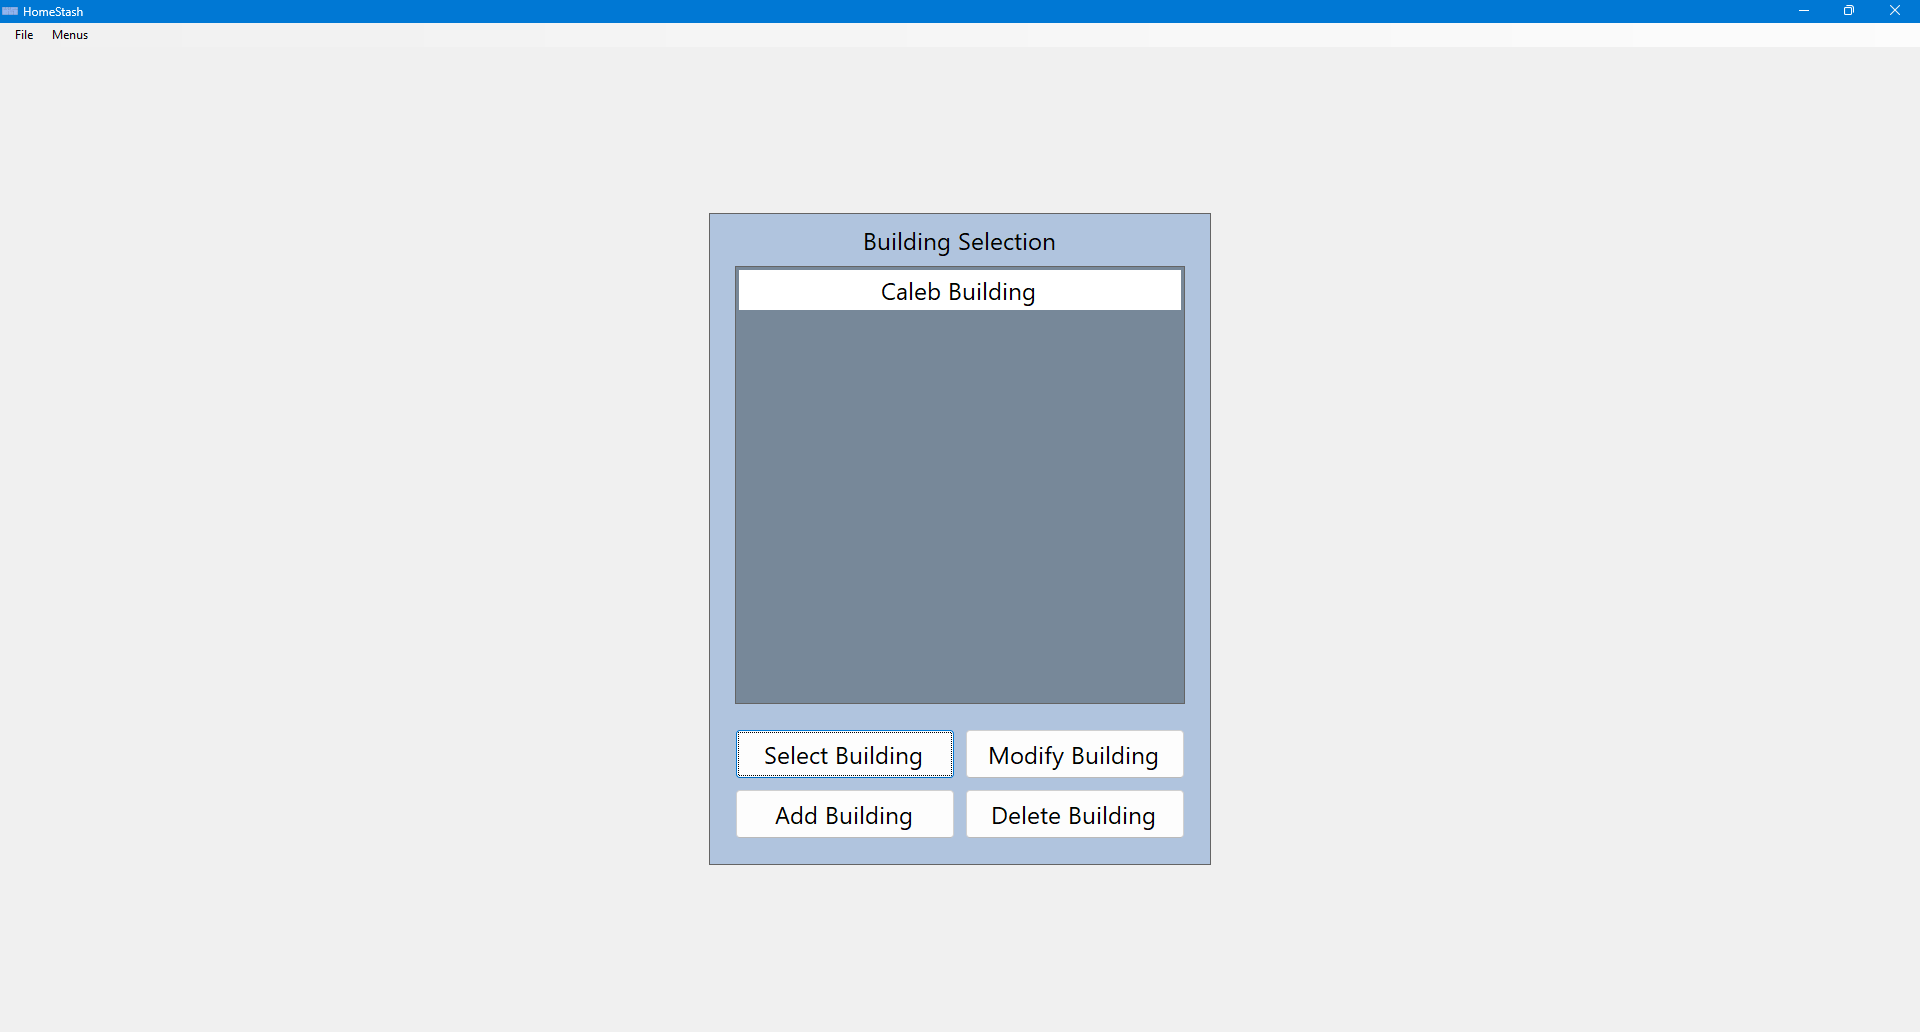 HomeStash
File Menus
Building Selection
Caleb Building
Select Building Modify Building
Add Building Delete Building